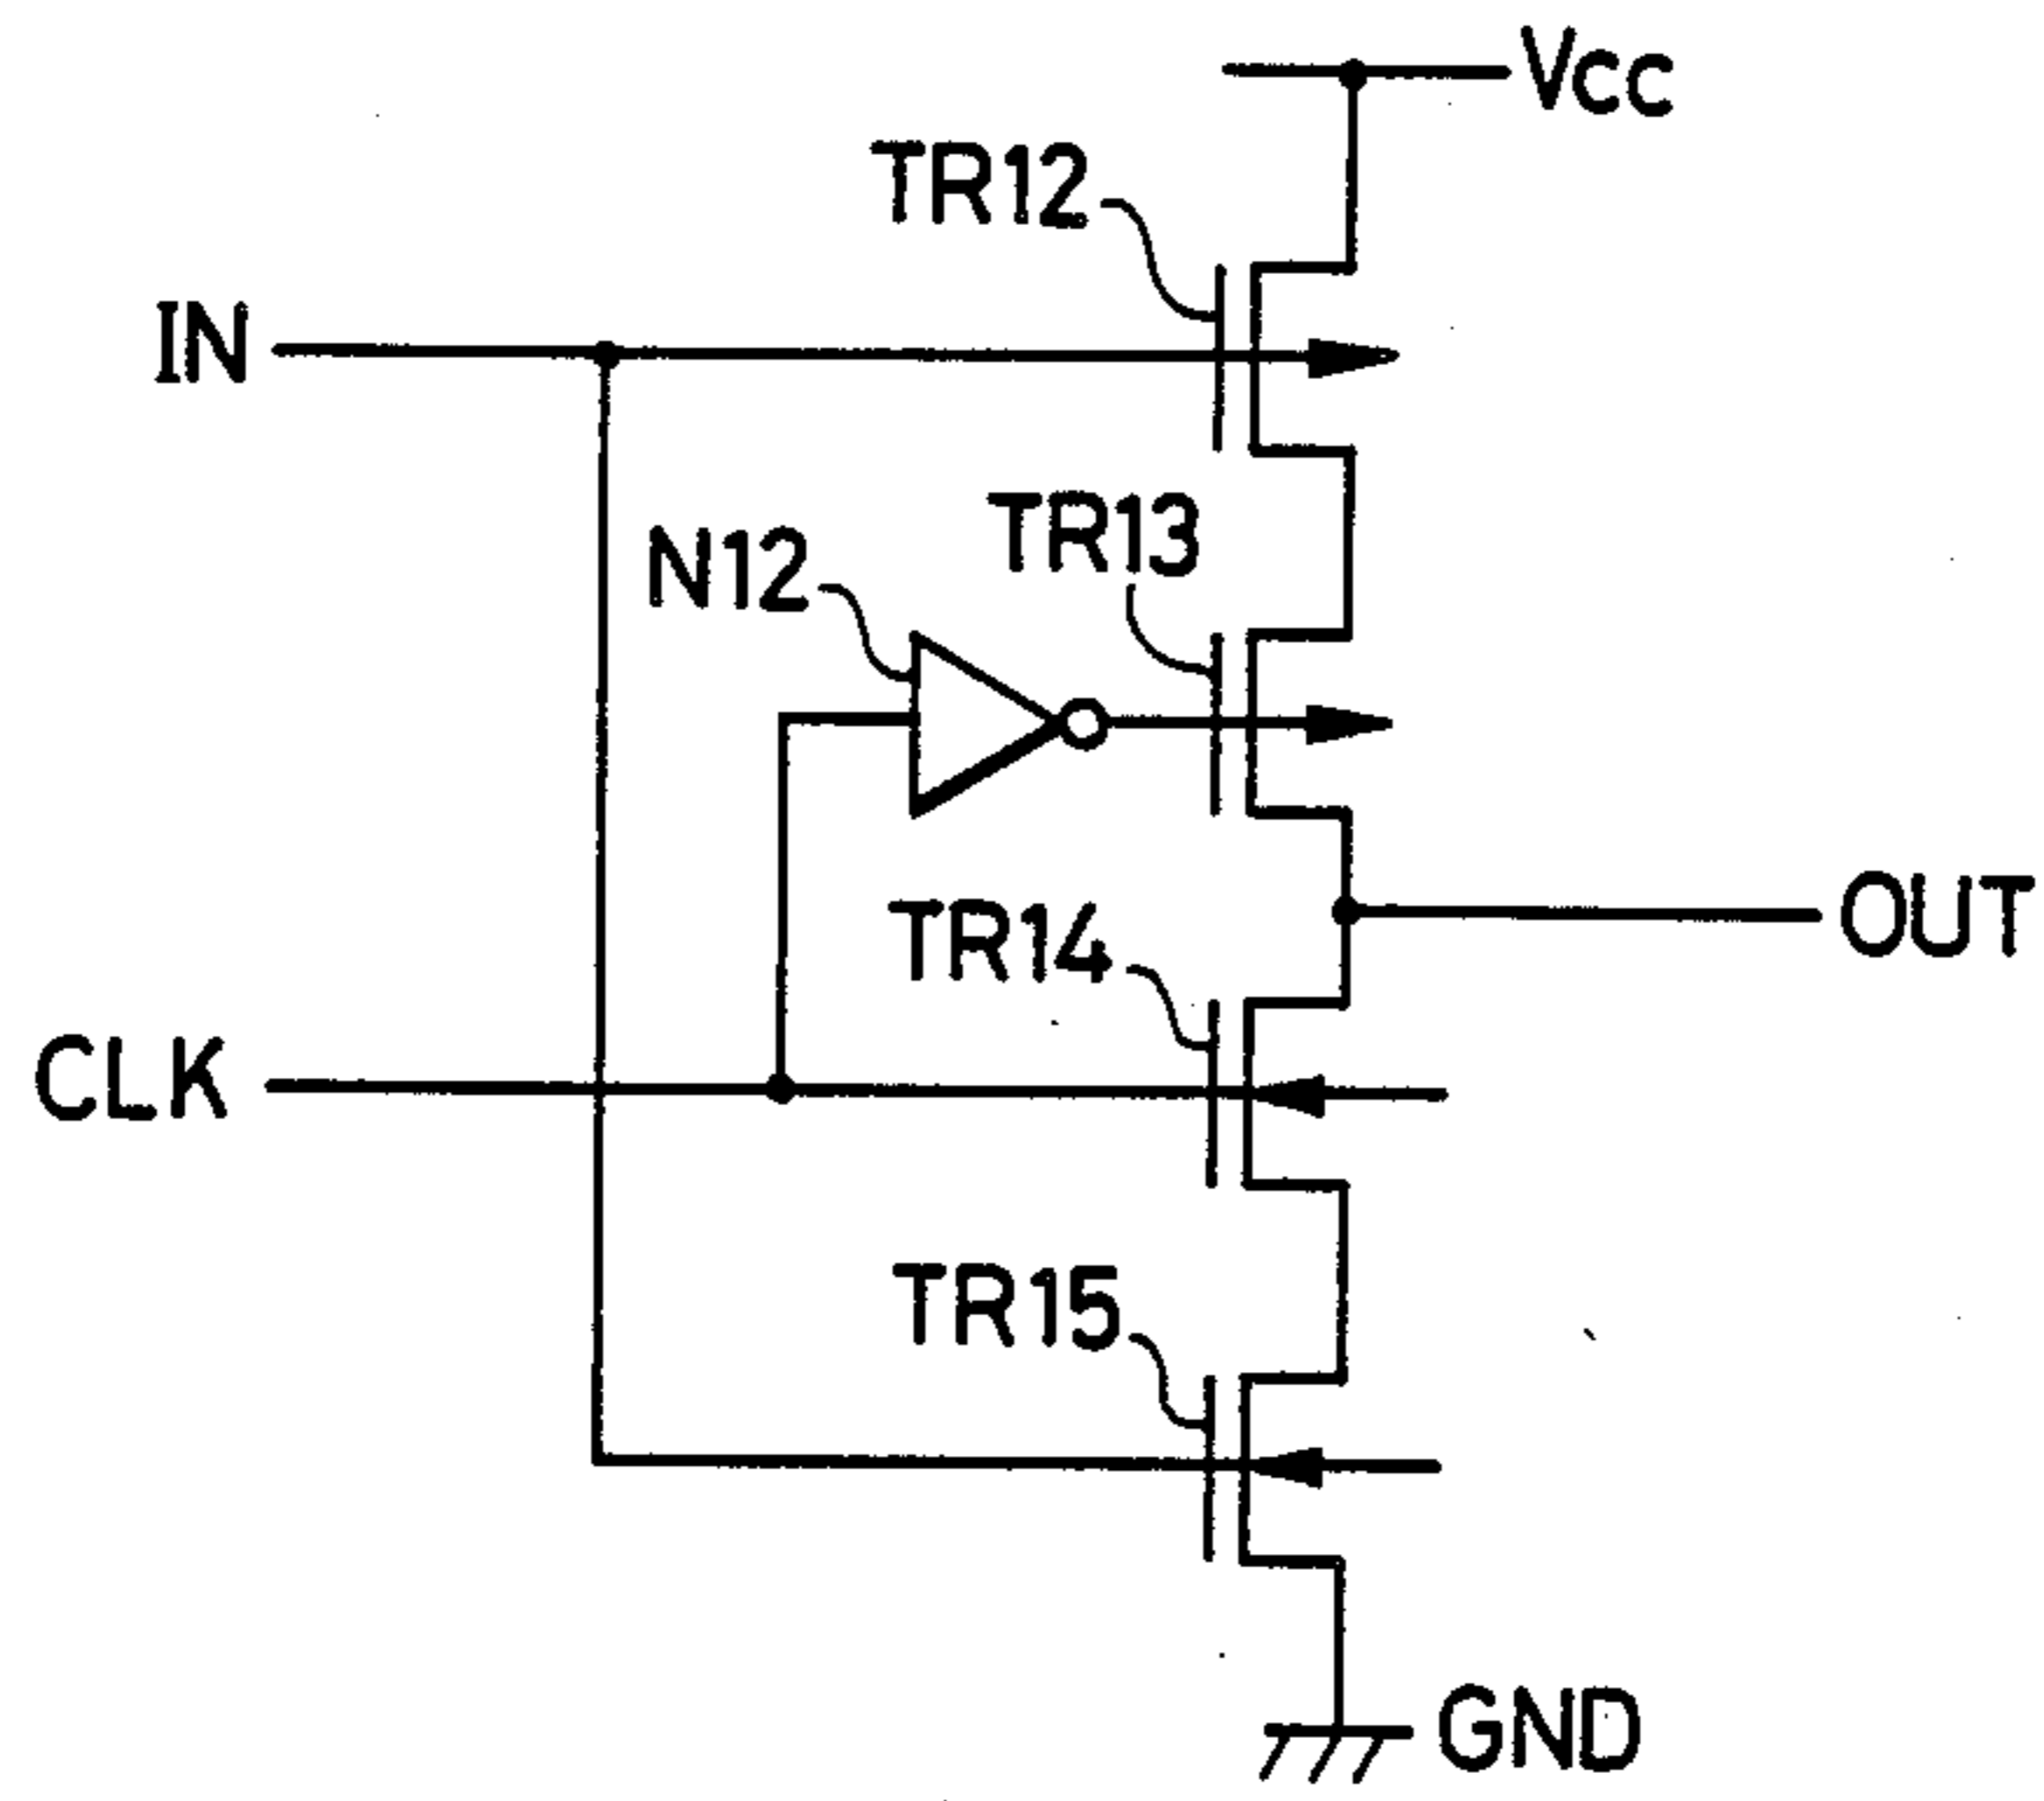 Vcc
TR12
IN
TR13
N12
OUT
TR14
CLK
TR15
GND